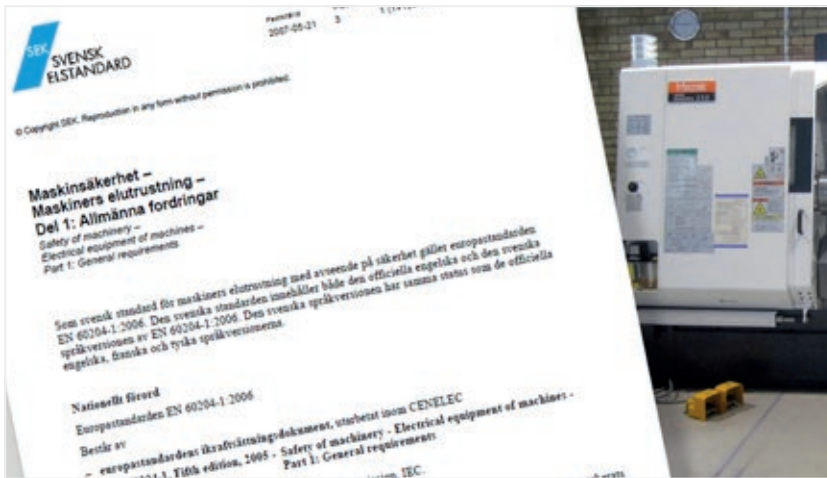 SEK
SVENSK
ELSTANDARD
2007-05-21 3
© Copyright SEK. Reproduction in any form without permission is prohibited.
Maskinsäkerhet –
Maskiners elutrustning –
Del 1: Allmänna fordringar
Safety of machinery –
Electrical equipment of machines –
Part 1: General requirements
Som svensk standard för maskiners elutrustning med avseende på säkerhet gäller europastandarden
EN 60204-1:2006. Den svenska standarden innehåller både den officiella engelska och den svenska
språkversionen av EN 60204-1:2006. Den svenska språkversionen har samma status som de officiella
engelska, franska och tyska språkversionerna.
Nationellt förord
Europastandarden EN 60204-1:2006
Består av
– europastandardens ikraftsättningsdokument, utarbetat inom CENELEC
Fifth edition, 2005 - Safety of machinery - Electrical equipment of machines -
Part 1: General requirements
IEC.